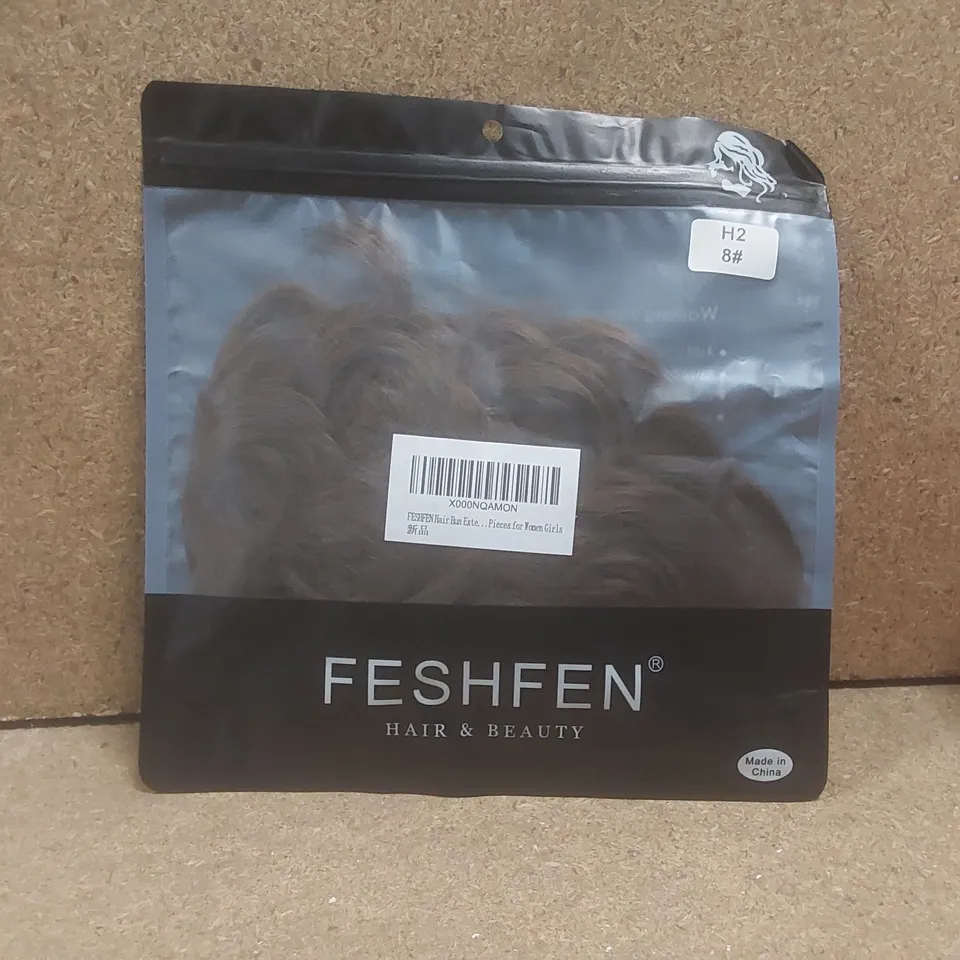 H2
8#
X000NQAMON
FESHFEN Hair Bun Exte...Pieces for Women Girls
新品
FESHFEN®
HAIR & BEAUTY
Made in
China